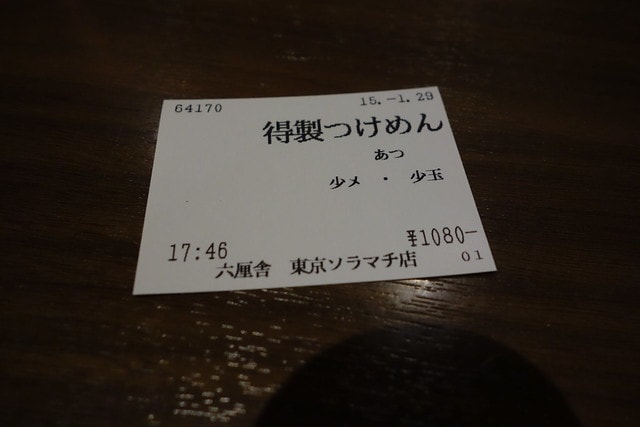 64170 15.-1.29
得製つけめん
あつ
少メ ・ 少玉
17:46 ¥1080-
六厘舎 東京ソラマチ店 01